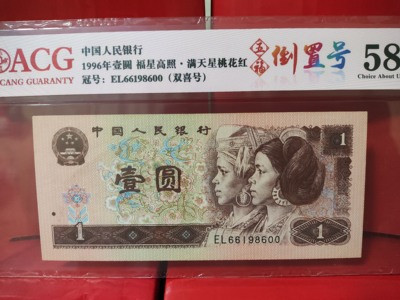 ACG
CANG GUARANTY
中国人民银行
1996年壹圆 福星高照·满天星桃花红
冠号：EL66198600（双喜号）
五福
倒置号
58
Choice About U
中国人民银行
1
壹圆
1
EL66198600
1